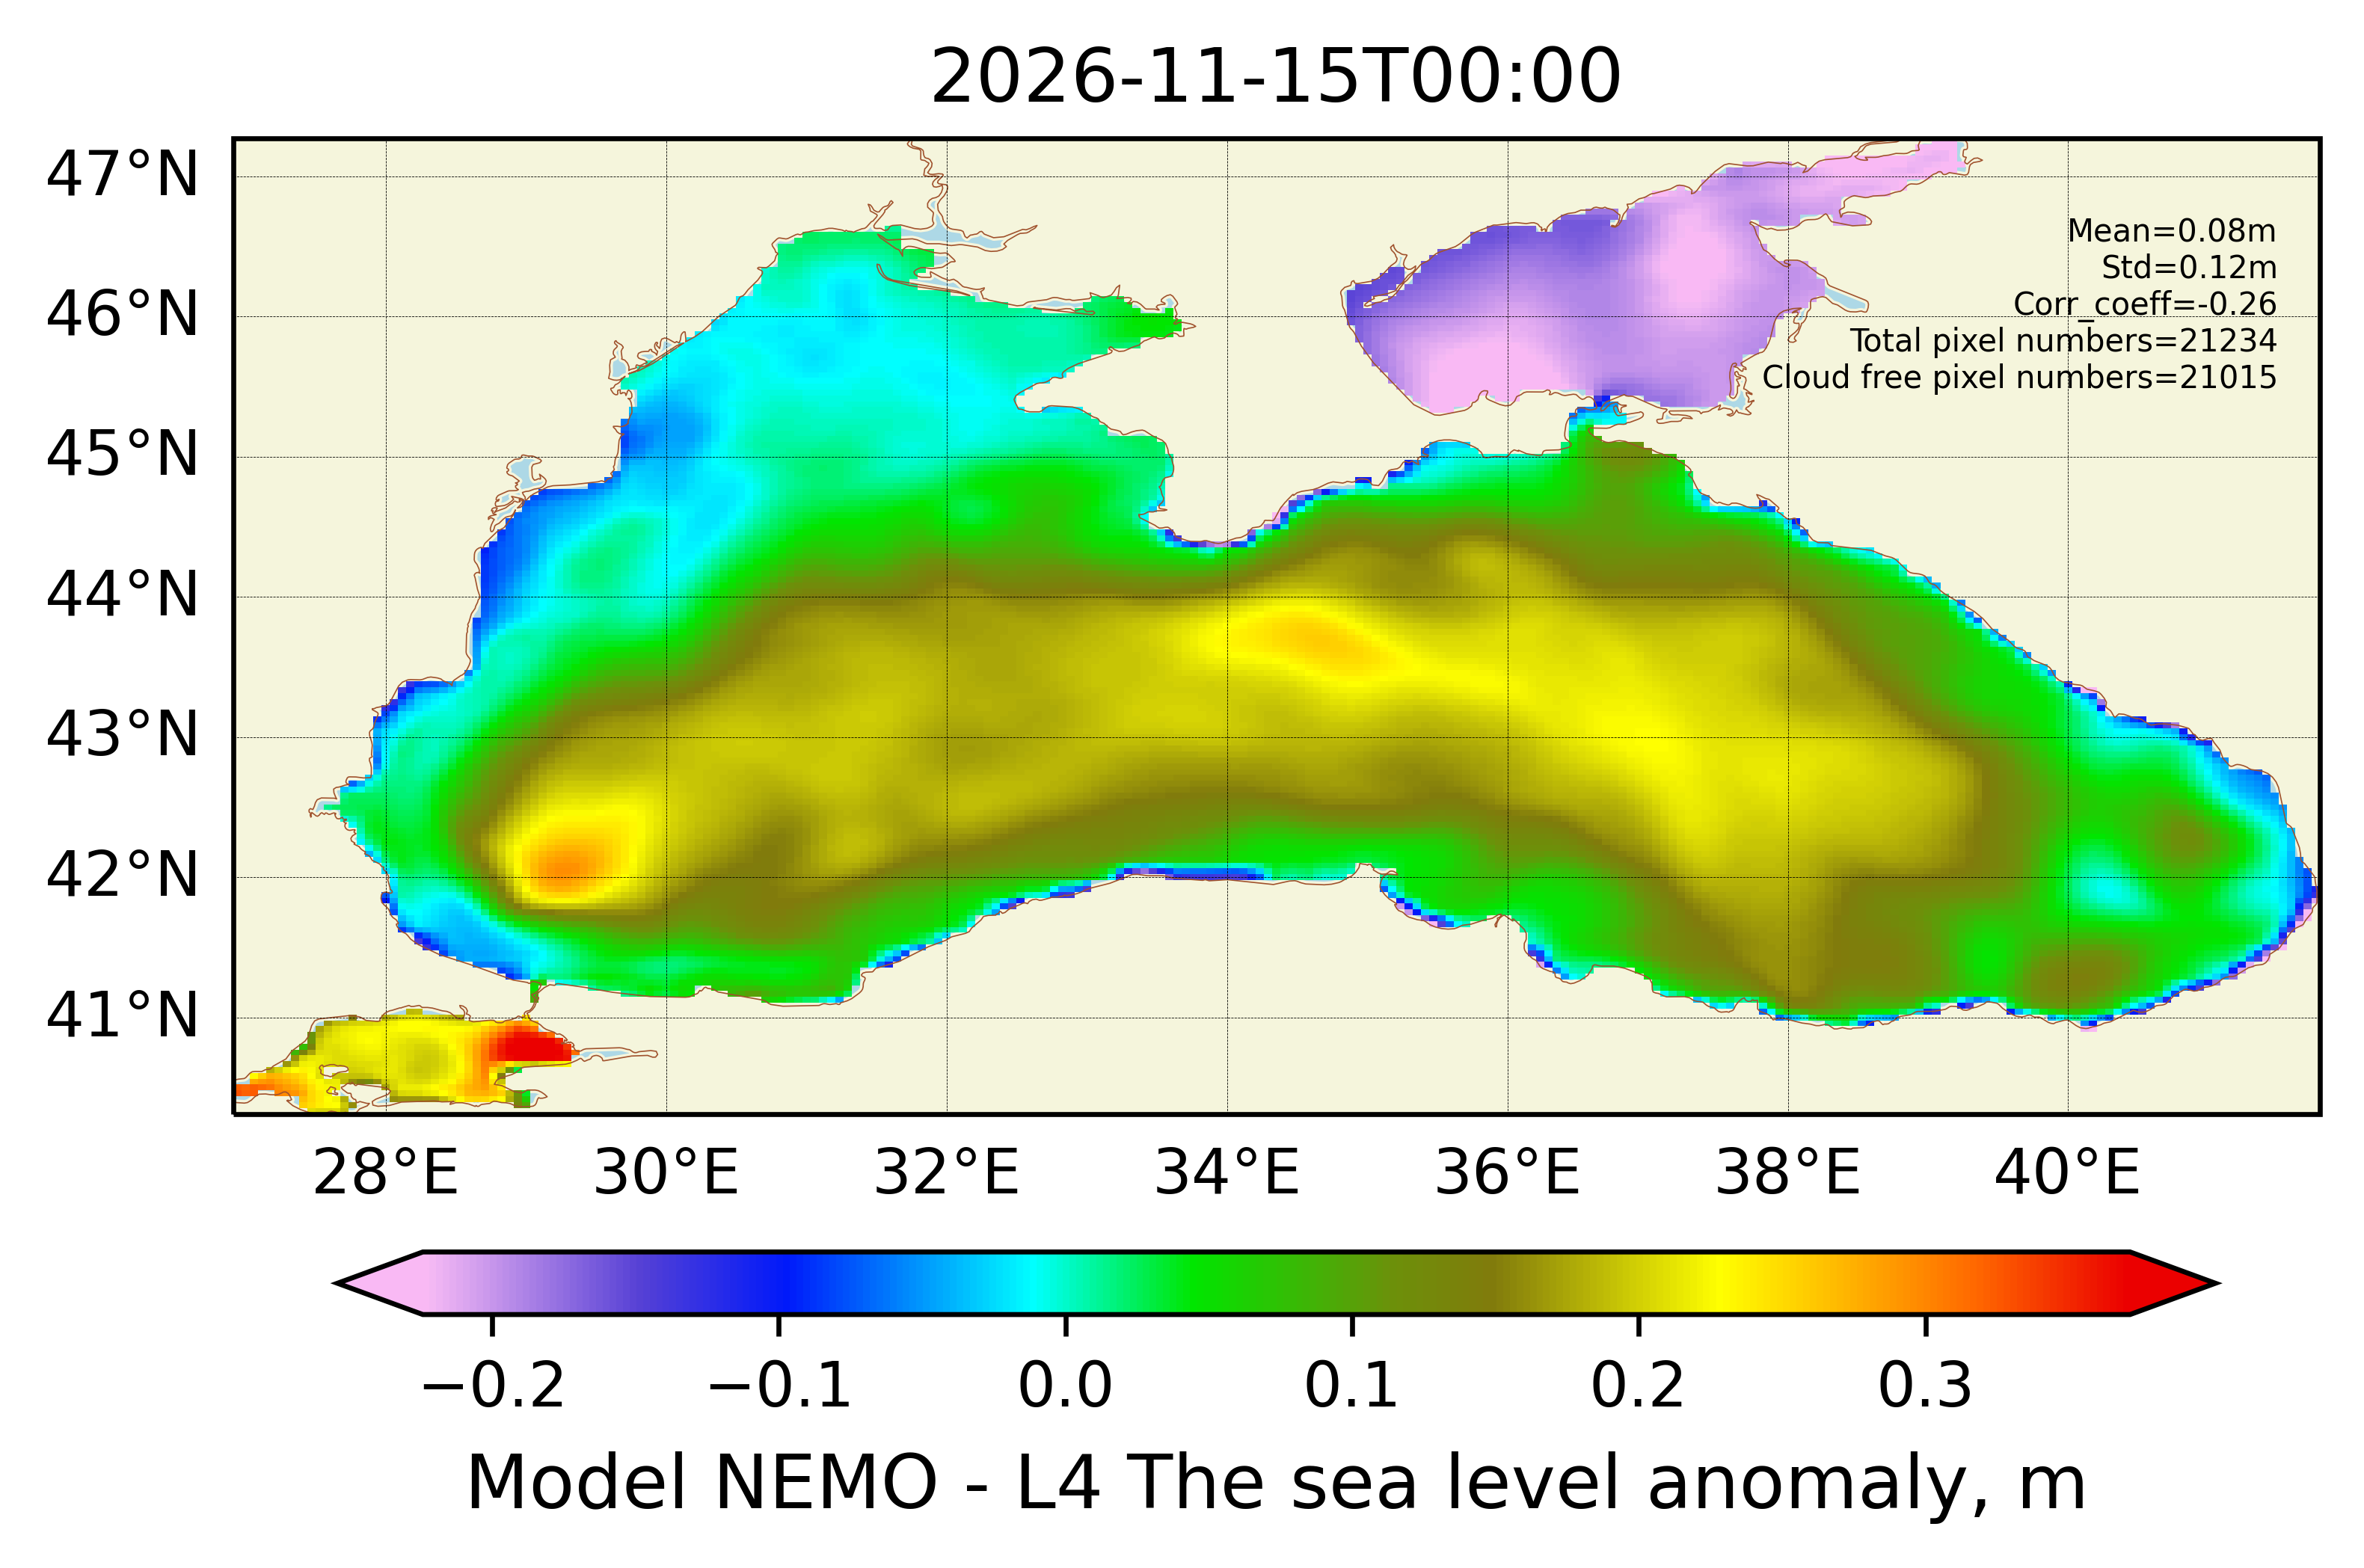 2026-11-15T00:00
47°N
46°N
45°N
44°N
43°N
42°N
41°N
Mean=0.08m
Std=0.12m
Corr_coeff=-0.26
Total pixel numbers=21234
Cloud free pixel numbers=21015
28°E 30°E 32°E 34°E 36°E 38°E 40°E
−0.2 −0.1 0.0 0.1 0.2 0.3
Model NEMO - L4 The sea level anomaly, m